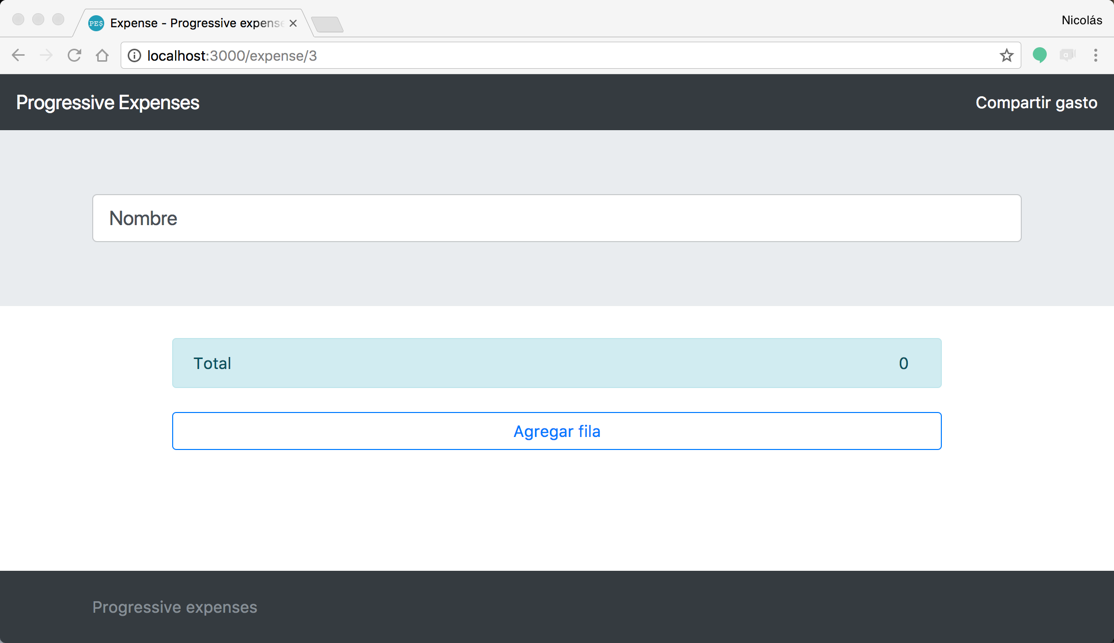 PES Expense - Progressive expens
Nicolás
localhost:3000/expense/3
Progressive Expenses
Compartir gasto
Nombre
Total
0
Agregar fila
Progressive expenses